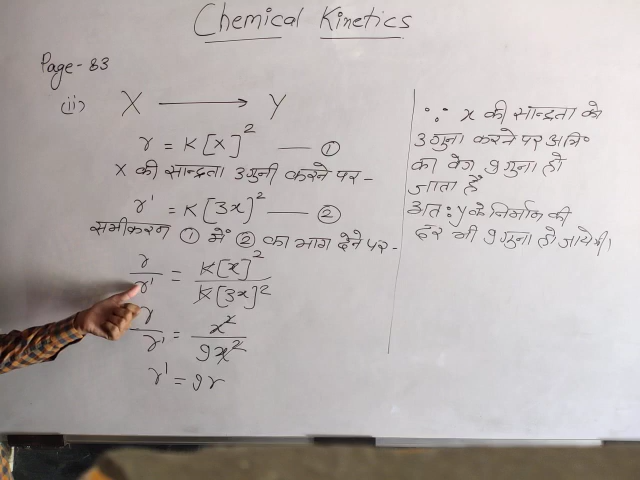 Chemical Kinetics
Page-83
(ii) X ⟶ Y
r = K[X]² — ①
X की सान्द्रता 3 गुनी करने पर -
r' = K[3x]² — ②
समीकरण ① में ② का भाग देने पर -
r/r' = K[x]²/K[3x]²
r/r' = x²/9x²
r' = 9r
∵ x की सान्द्रता को
3 गुना करने पर अभि०
का वेग 9 गुना हो
जाता है
अत: y के निर्माण की
दर भी 9 गुना हो जायेगी।